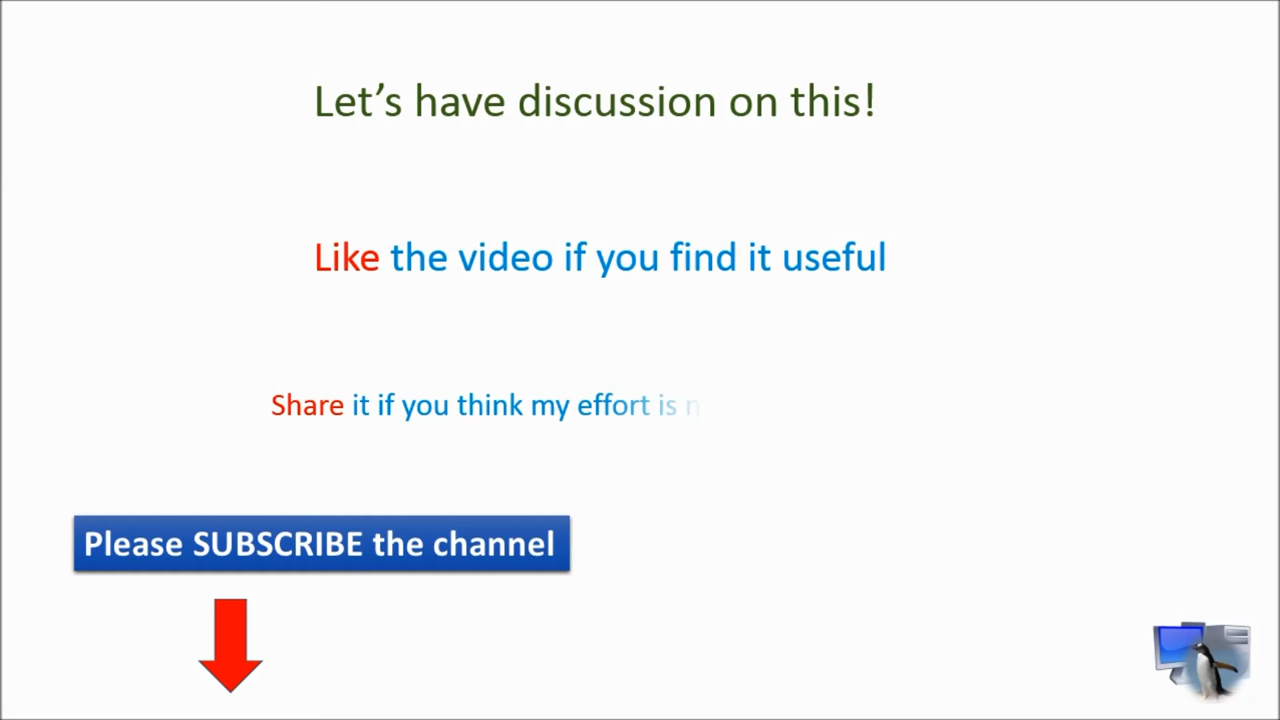 Let’s have discussion on this!
Like the video if you find it useful
Share it if you think my effort is
Please SUBSCRIBE the channel